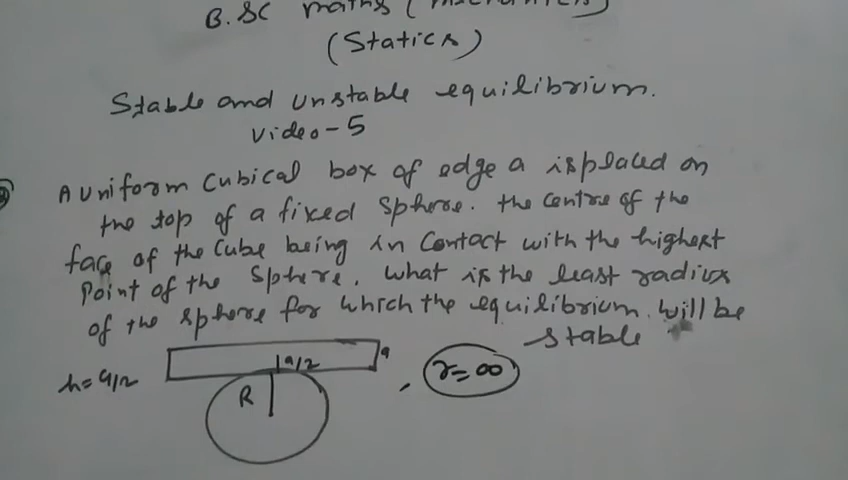 B.SC maths (Mechanics)
(Statics)
Stable and unstable equilibrium.
Video-5
A uniform cubical box of edge a is placed on
the top of a fixed sphere. the centre of the
face of the cube being in contact with the highest
point of the sphere. what is the least radius
of the sphere for which the equilibrium will be
stable
h=a/2
a/2
a
R
, r=∞